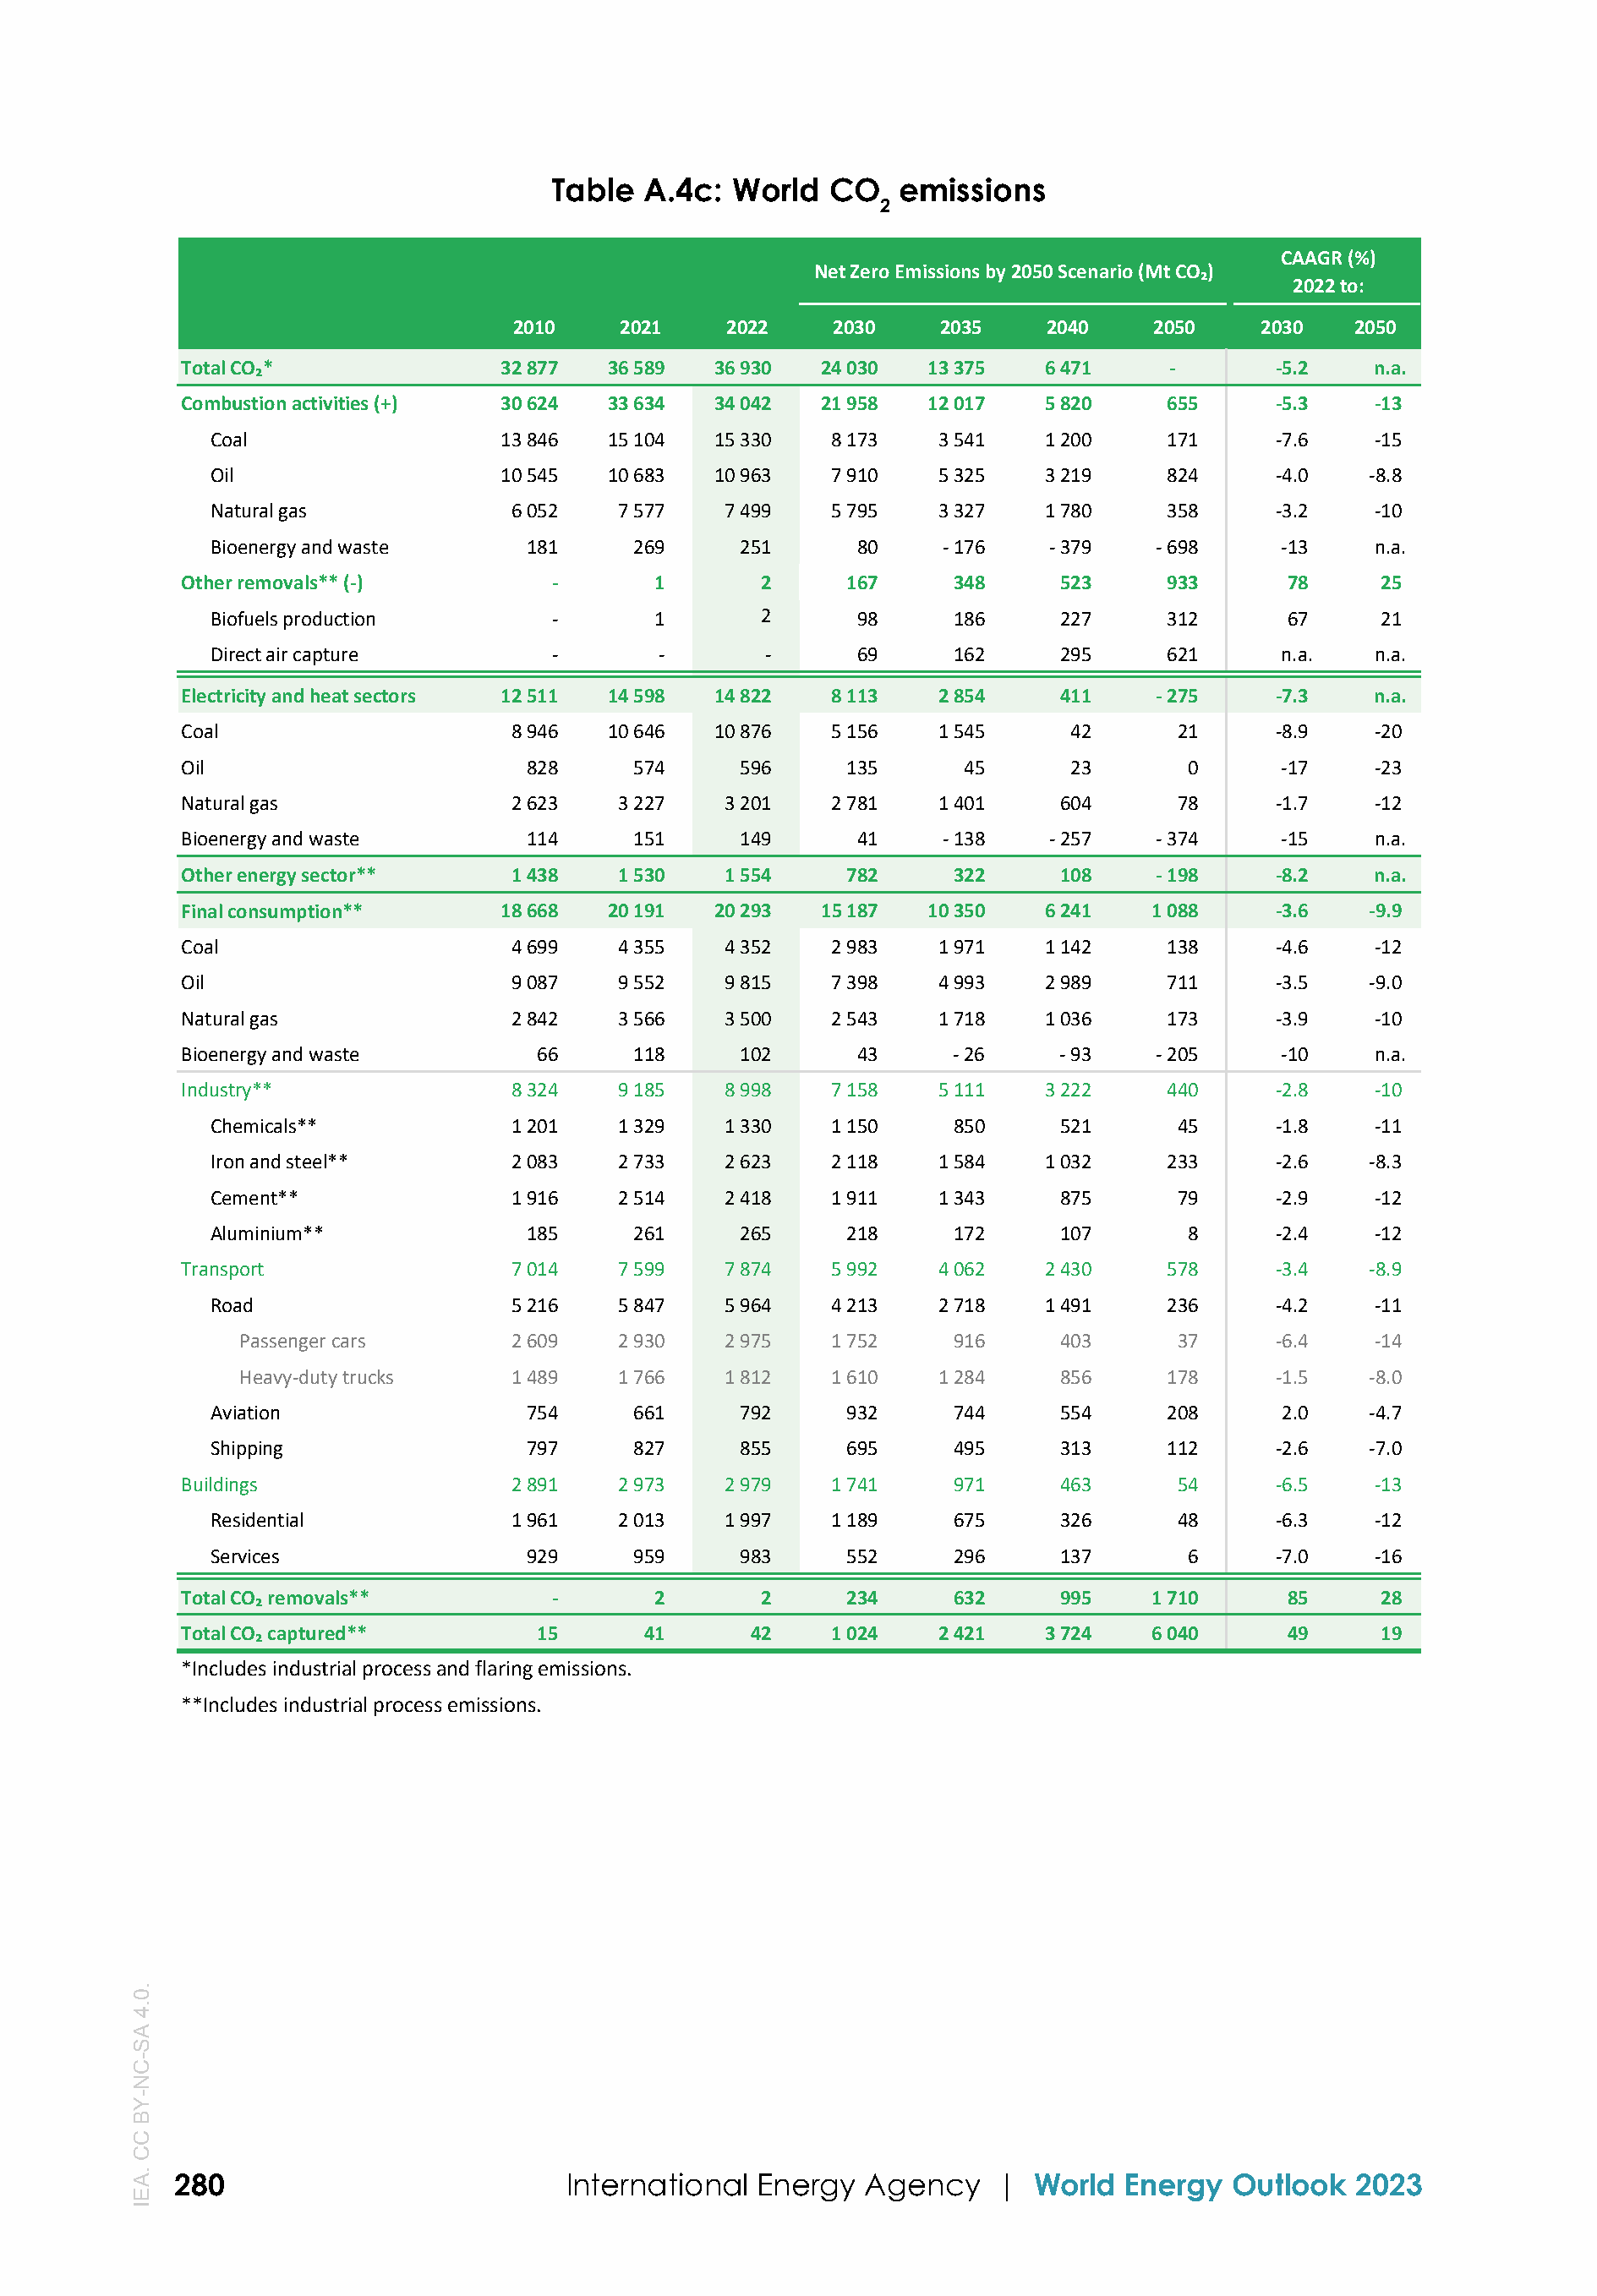 Table A.4c: World CO₂ emissions
Net Zero Emissions by 2050 Scenario (Mt CO₂) CAAGR (%) 2022 to:
2010 2021 2022 2030 2035 2040 2050 2030 2050
Total CO₂* 32 877 36 589 36 930 24 030 13 375 6 471 - -5.2 n.a.
Combustion activities (+) 30 624 33 634 34 042 21 958 12 017 5 820 655 -5.3 -13
Coal 13 846 15 104 15 330 8 173 3 541 1 200 171 -7.6 -15
Oil 10 545 10 683 10 963 7 910 5 325 3 219 824 -4.0 -8.8
Natural gas 6 052 7 577 7 499 5 795 3 327 1 780 358 -3.2 -10
Bioenergy and waste 181 269 251 80 - 176 - 379 - 698 -13 n.a.
Other removals** (-) - 1 2 167 348 523 933 78 25
Biofuels production - 1 2 98 186 227 312 67 21
Direct air capture - - - 69 162 295 621 n.a. n.a.
Electricity and heat sectors 12 511 14 598 14 822 8 113 2 854 411 - 275 -7.3 n.a.
Coal 8 946 10 646 10 876 5 156 1 545 42 21 -8.9 -20
Oil 828 574 596 135 45 23 0 -17 -23
Natural gas 2 623 3 227 3 201 2 781 1 401 604 78 -1.7 -12
Bioenergy and waste 114 151 149 41 - 138 - 257 - 374 -15 n.a.
Other energy sector** 1 438 1 530 1 554 782 322 108 - 198 -8.2 n.a.
Final consumption** 18 668 20 191 20 293 15 187 10 350 6 241 1 088 -3.6 -9.9
Coal 4 699 4 355 4 352 2 983 1 971 1 142 138 -4.6 -12
Oil 9 087 9 552 9 815 7 398 4 993 2 989 711 -3.5 -9.0
Natural gas 2 842 3 566 3 500 2 543 1 718 1 036 173 -3.9 -10
Bioenergy and waste 66 118 102 43 - 26 - 93 - 205 -10 n.a.
Industry** 8 324 9 185 8 998 7 158 5 111 3 222 440 -2.8 -10
Chemicals** 1 201 1 329 1 330 1 150 850 521 45 -1.8 -11
Iron and steel** 2 083 2 733 2 623 2 118 1 584 1 032 233 -2.6 -8.3
Cement** 1 916 2 514 2 418 1 911 1 343 875 79 -2.9 -12
Aluminium** 185 261 265 218 172 107 8 -2.4 -12
Transport 7 014 7 599 7 874 5 992 4 062 2 430 578 -3.4 -8.9
Road 5 216 5 847 5 964 4 213 2 718 1 491 236 -4.2 -11
Passenger cars 2 609 2 930 2 975 1 752 916 403 37 -6.4 -14
Heavy-duty trucks 1 489 1 766 1 812 1 610 1 284 856 178 -1.5 -8.0
Aviation 754 661 792 932 744 554 208 2.0 -4.7
Shipping 797 827 855 695 495 313 112 -2.6 -7.0
Buildings 2 891 2 973 2 979 1 741 971 463 54 -6.5 -13
Residential 1 961 2 013 1 997 1 189 675 326 48 -6.3 -12
Services 929 959 983 552 296 137 6 -7.0 -16
Total CO₂ removals** - 2 2 234 632 995 1 710 85 28
Total CO₂ captured** 15 41 42 1 024 2 421 3 724 6 040 49 19
*Includes industrial process and flaring emissions.
**Includes industrial process emissions.
IEA. CC BY-NC-SA 4.0.
280 International Energy Agency | World Energy Outlook 2023